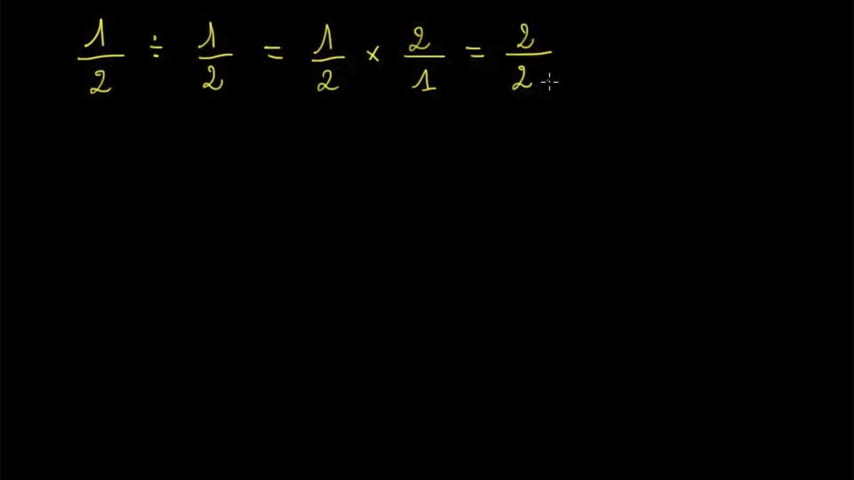 1/2 ÷ 1/2 = 1/2 × 2/1 = 2/2